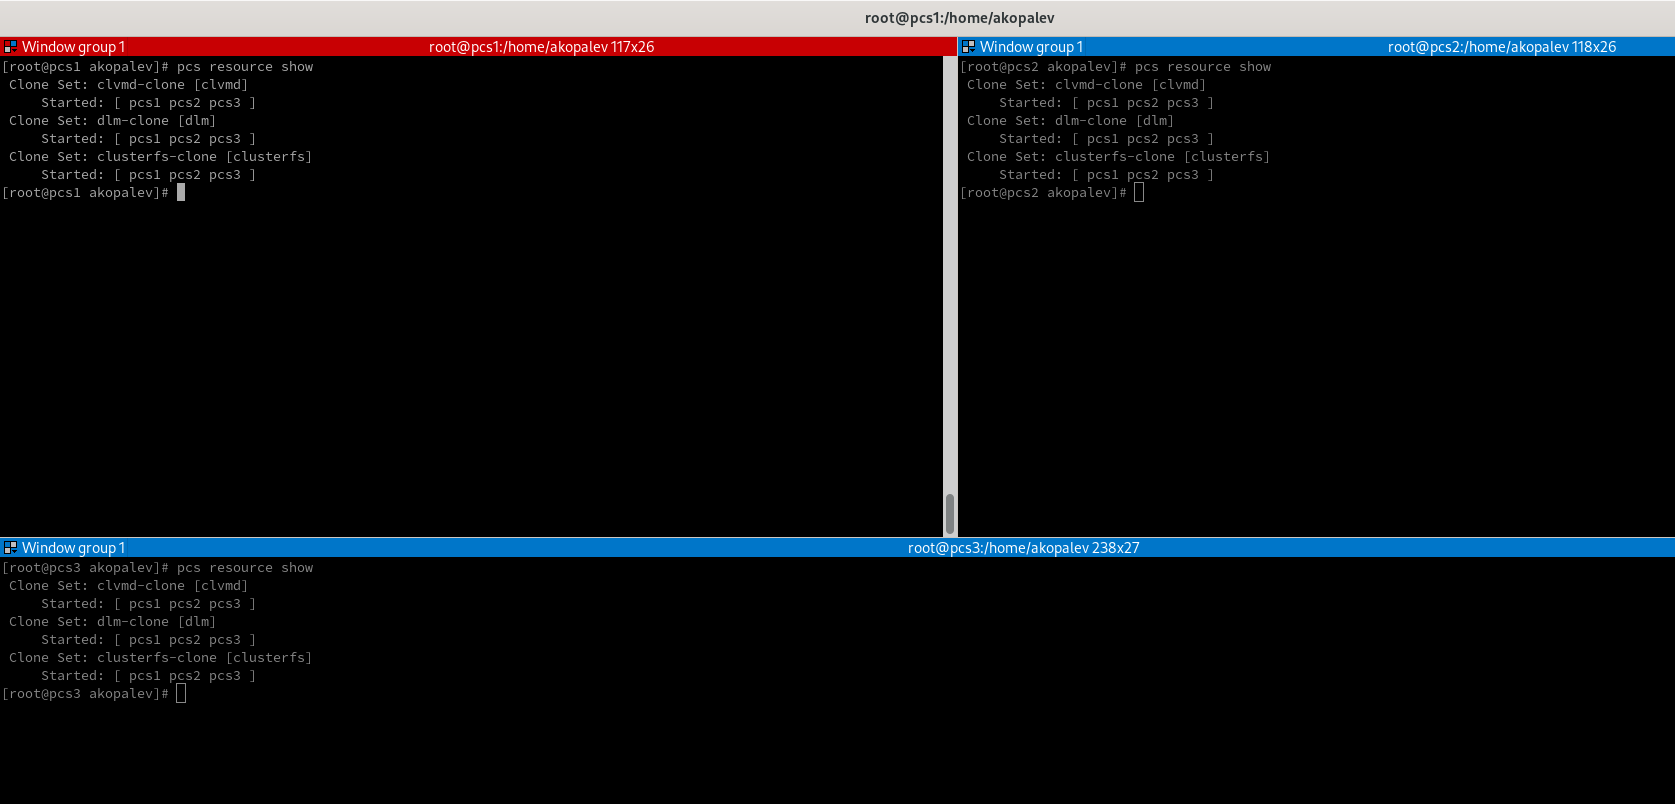 root@pcs1:/home/akopalev
Window group 1 root@pcs1:/home/akopalev 117x26
[root@pcs1 akopalev]# pcs resource show
 Clone Set: clvmd-clone [clvmd]
     Started: [ pcs1 pcs2 pcs3 ]
 Clone Set: dlm-clone [dlm]
     Started: [ pcs1 pcs2 pcs3 ]
 Clone Set: clusterfs-clone [clusterfs]
     Started: [ pcs1 pcs2 pcs3 ]
[root@pcs1 akopalev]#
Window group 1 root@pcs2:/home/akopalev 118x26
[root@pcs2 akopalev]# pcs resource show
 Clone Set: clvmd-clone [clvmd]
     Started: [ pcs1 pcs2 pcs3 ]
 Clone Set: dlm-clone [dlm]
     Started: [ pcs1 pcs2 pcs3 ]
 Clone Set: clusterfs-clone [clusterfs]
     Started: [ pcs1 pcs2 pcs3 ]
[root@pcs2 akopalev]#
Window group 1 root@pcs3:/home/akopalev 238x27
[root@pcs3 akopalev]# pcs resource show
 Clone Set: clvmd-clone [clvmd]
     Started: [ pcs1 pcs2 pcs3 ]
 Clone Set: dlm-clone [dlm]
     Started: [ pcs1 pcs2 pcs3 ]
 Clone Set: clusterfs-clone [clusterfs]
     Started: [ pcs1 pcs2 pcs3 ]
[root@pcs3 akopalev]#